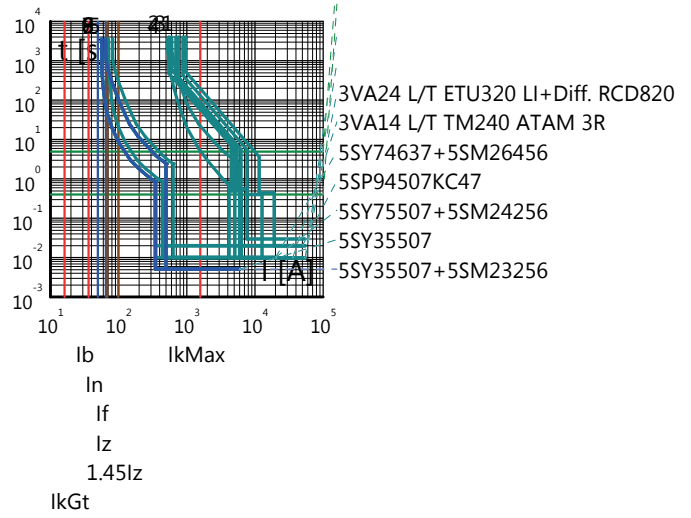 10 4
10 3
10 2
10 1
10 0
10 -1
10 -2
10 -3
t [s
I [A]
3VA24 L/T ETU320 LI+Diff. RCD820
3VA14 L/T TM240 ATAM 3R
5SY74637+5SM26456
5SP94507KC47
5SY75507+5SM24256
5SY35507
5SY35507+5SM23256
10 1
10 2
10 3
10 4
10 5
Ib
IkMax
In
If
Iz
1.45Iz
IkGt